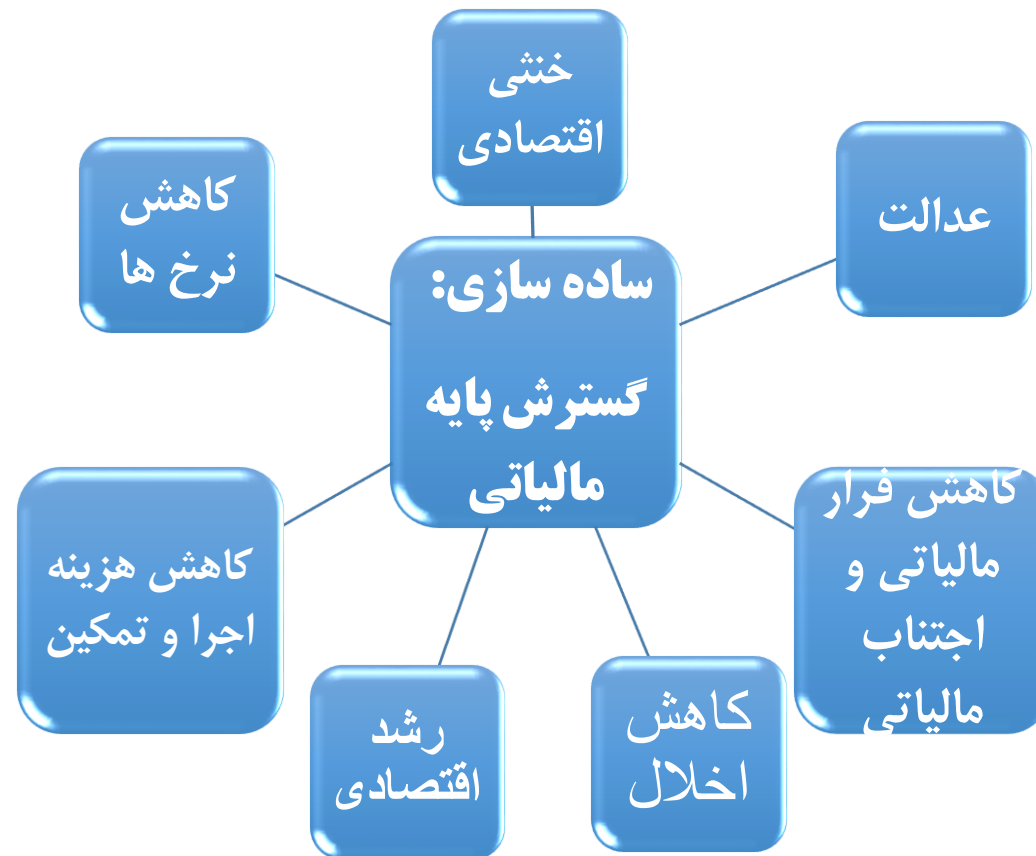 خنثی
اقتصادی
عدالت
کاهش
نرخ ها
ساده سازی:
گسترش پایه
مالیاتی
کاهش فرار
مالیاتی و
اجتناب
مالیاتی
کاهش هزینه
اجرا و تمکین
رشد
اقتصادی
کاهش
اخلال